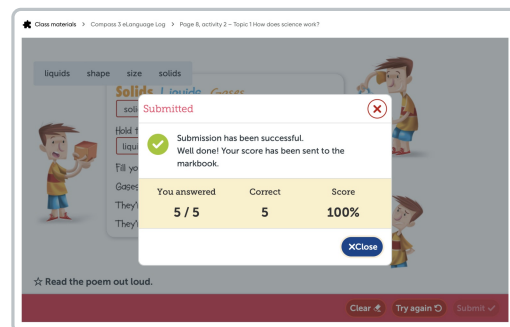 Class materials > Compass 3 eLanguage Log > Page 8, activity 2 – Topic 1 How does science work?
liquids shape size solids
Solids Liquids Gases
soli
Submitted
Hold t
liqui
Submission has been successful.
Well done! Your score has been sent to the
markbook.
Fill yo
Gases
They'
They'
You answered Correct Score
5 / 5 5 100%
Close
☆ Read the poem out loud.
Clear Try again Submit